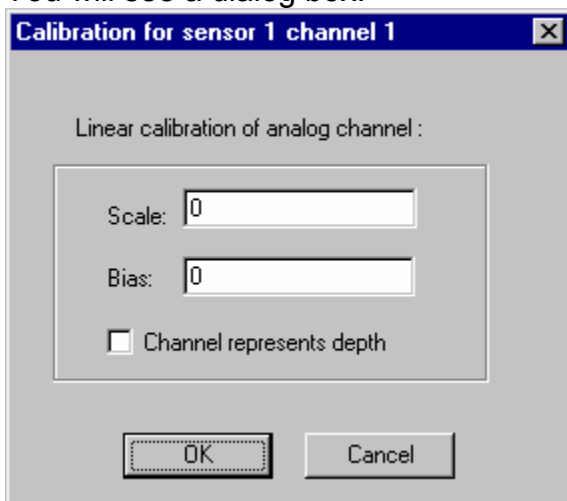 You will see a dialog box.
Calibration for sensor 1 channel 1
Linear calibration of analog channel :
Scale: 0
Bias: 0
Channel represents depth
OK Cancel